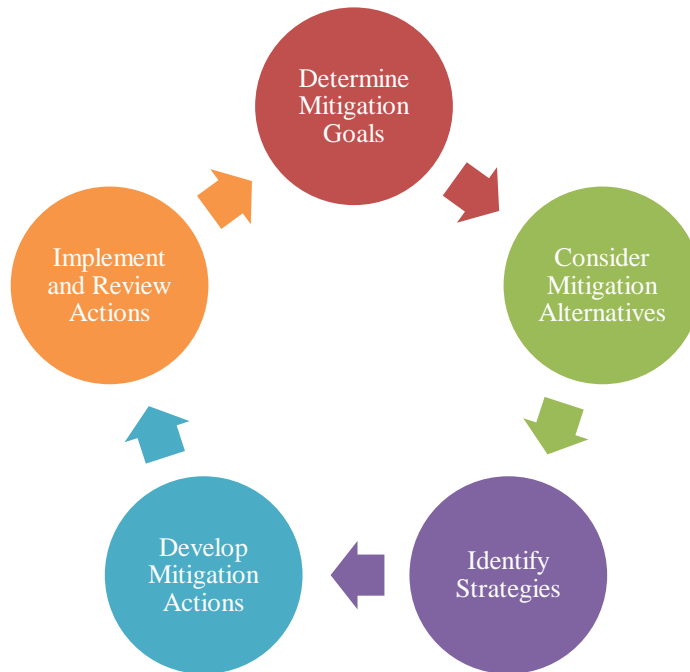 Determine
Mitigation
Goals
Consider
Mitigation
Alternatives
Identify
Strategies
Develop
Mitigation
Actions
Implement
and Review
Actions